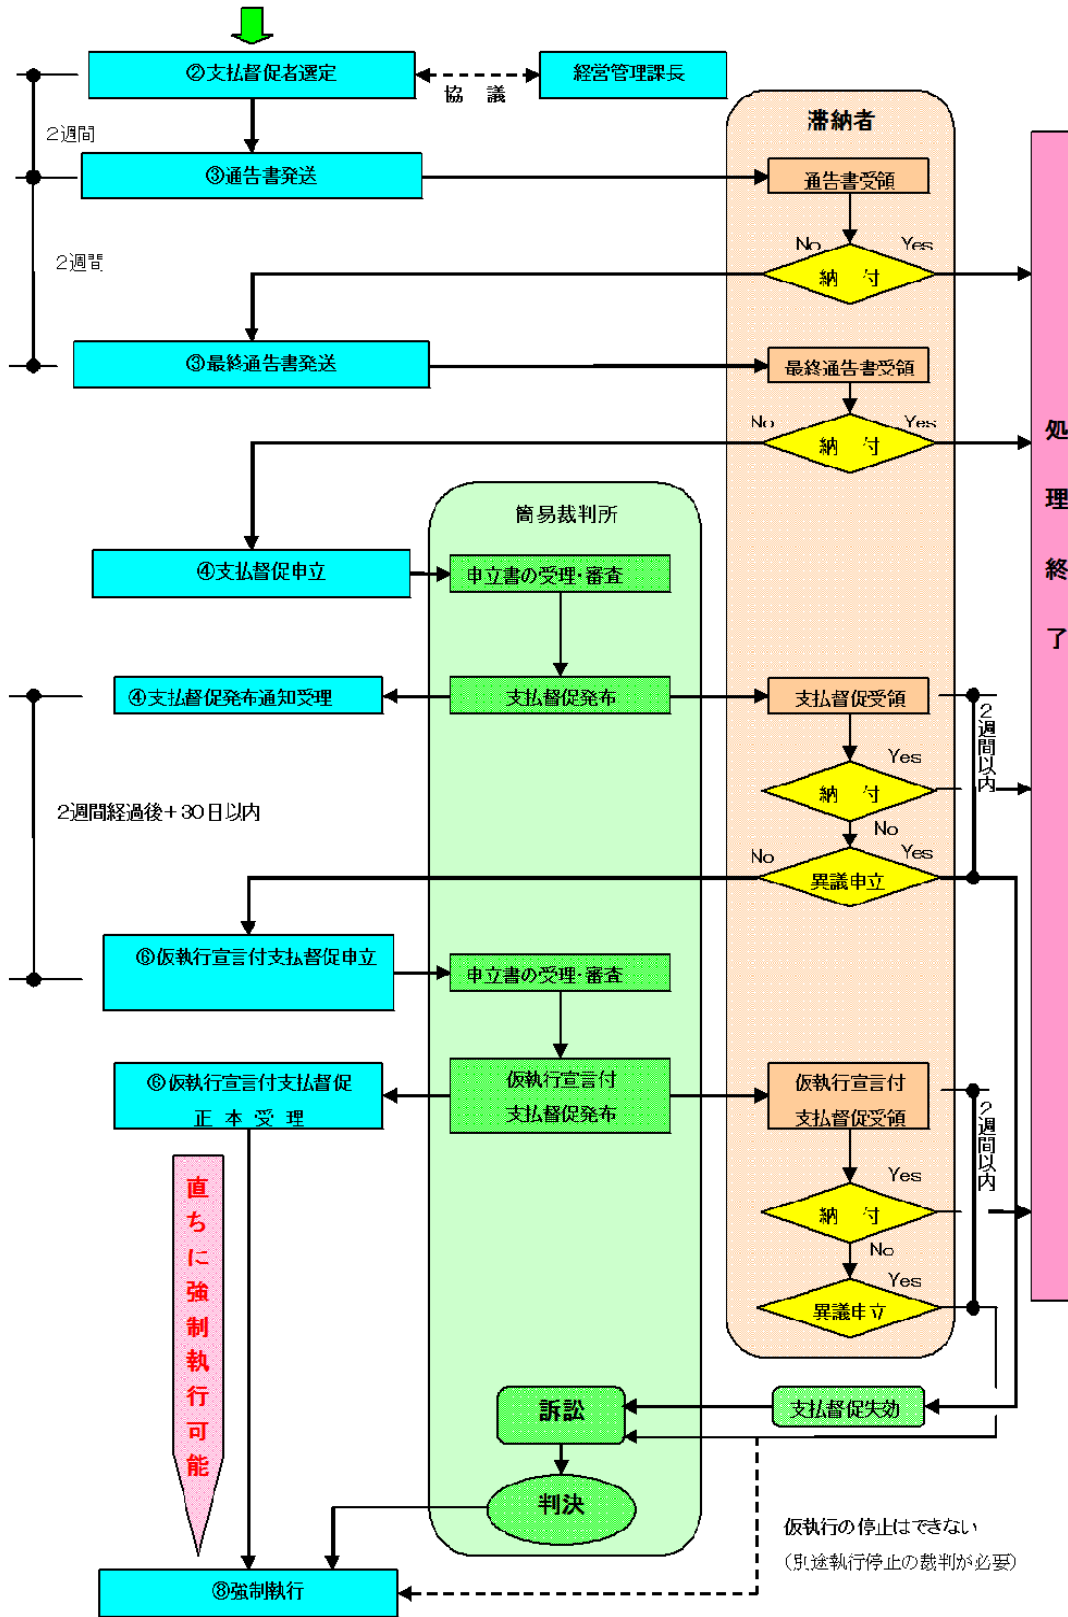 ②支払督促者選定
経営管理課長
協　議
滞納者
2週間
③通告書発送
通告書受領
No
Yes
2週間
納　付
③最終通告書発送
最終通告書受領
No
Yes
納　付
処理終了
簡易裁判所
④支払督促申立
申立書の受理・審査
④支払督促発布通知受理
支払督促発布
支払督促受領
2週間以内
Yes
納　付
2週間経過後+30日以内
No
No
Yes
異議申立
⑥仮執行宣言付支払督促申立
申立書の受理・審査
⑥仮執行宣言付支払督促
正 本 受 理
仮執行宣言付
支払督促発布
仮執行宣言付
支払督促受領
2週間以内
直ちに強制執行可能
Yes
納　付
No
Yes
異議申立
訴訟
支払督促失効
判決
仮執行の停止はできない
（別途執行停止の裁判が必要）
⑧強制執行